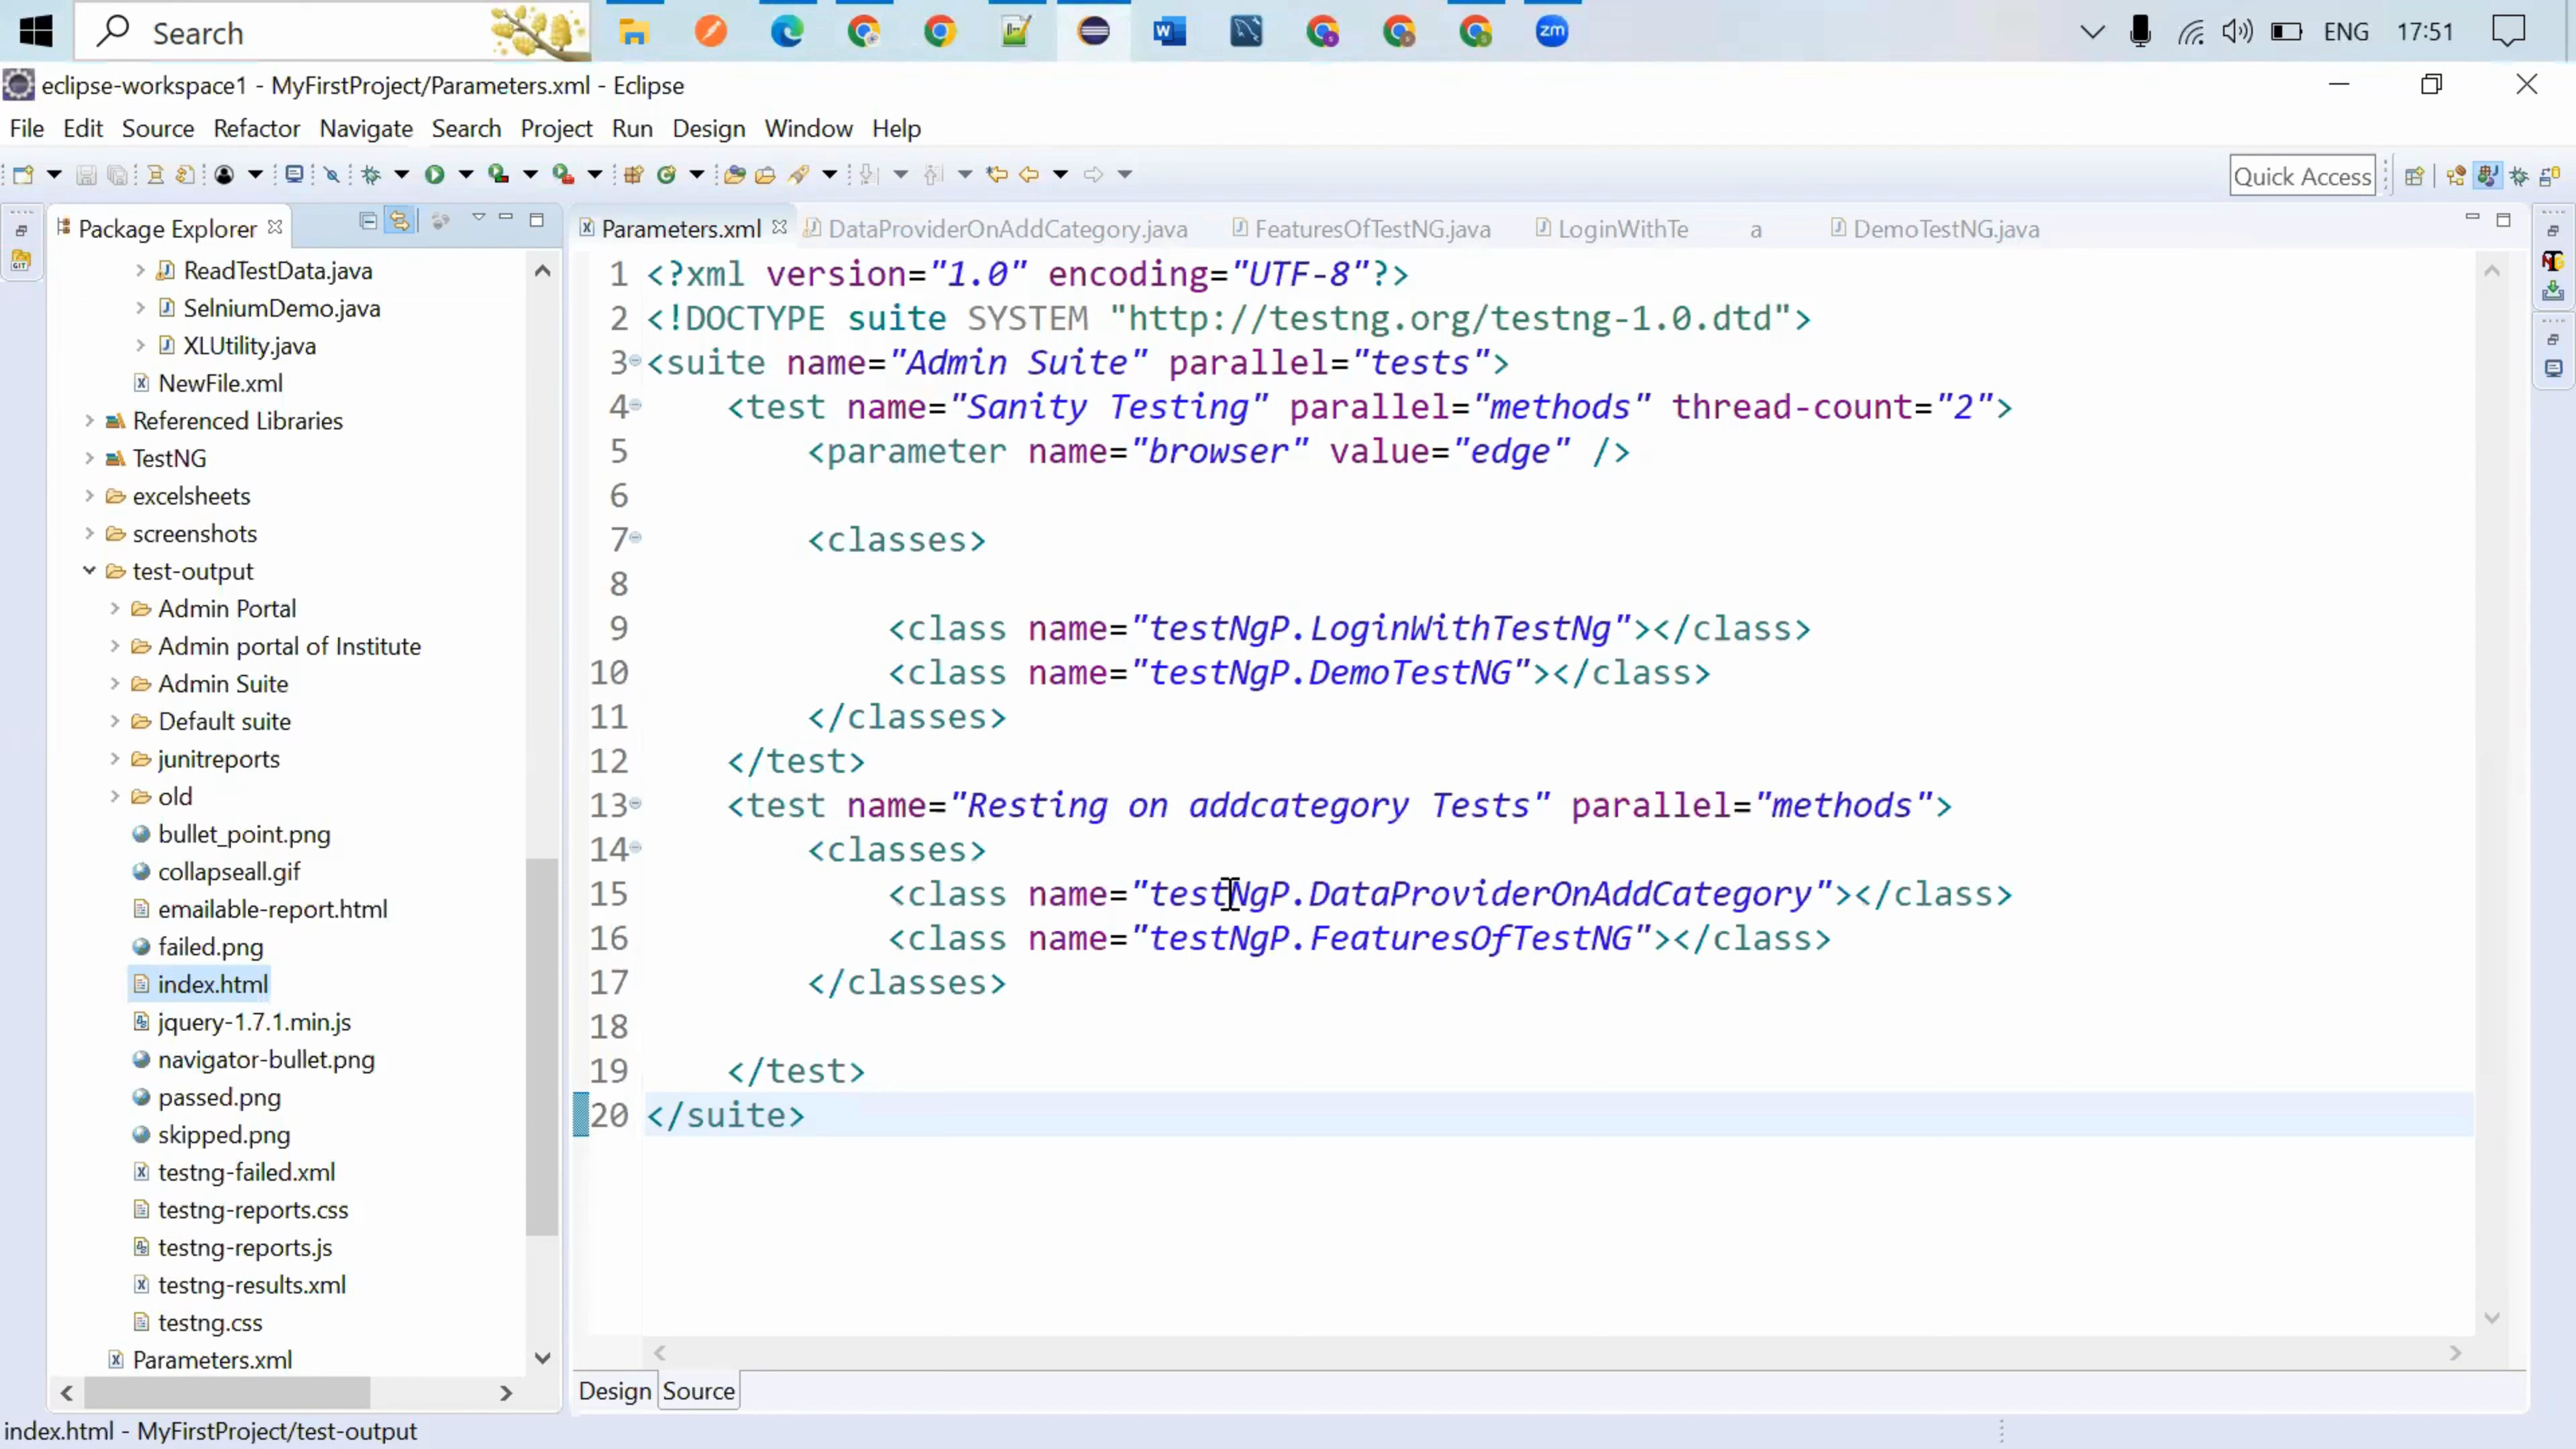 Search
W
zm
ENG
17:51
eclipse-workspace1 - MyFirstProject/Parameters.xml - Eclipse
File Edit Source Refactor Navigate Search Project Run Design Window Help
Quick Access
Package Explorer
ReadTestData.java
SelniumDemo.java
XLUtility.java
NewFile.xml
Referenced Libraries
TestNG
excelsheets
screenshots
test-output
Admin Portal
Admin portal of Institute
Admin Suite
Default suite
junitreports
old
bullet_point.png
collapseall.gif
emailable-report.html
failed.png
index.html
jquery-1.7.1.min.js
navigator-bullet.png
passed.png
skipped.png
testng-failed.xml
testng-reports.css
testng-reports.js
testng-results.xml
testng.css
Parameters.xml
Parameters.xml DataProviderOnAddCategory.java FeaturesOfTestNG.java LoginWithTe a DemoTestNG.java
1 <?xml version="1.0" encoding="UTF-8"?>
2 <!DOCTYPE suite SYSTEM "http://testng.org/testng-1.0.dtd">
3 <suite name="Admin Suite" parallel="tests">
4 <test name="Sanity Testing" parallel="methods" thread-count="2">
5 <parameter name="browser" value="edge" />
6
7 <classes>
8
9 <class name="testNgP.LoginWithTestNg"></class>
10 <class name="testNgP.DemoTestNG"></class>
11 </classes>
12 </test>
13 <test name="Resting on addcategory Tests" parallel="methods">
14 <classes>
15 <class name="testNgP.DataProviderOnAddCategory"></class>
16 <class name="testNgP.FeaturesOfTestNG"></class>
17 </classes>
18
19 </test>
20 </suite>
Design Source
index.html - MyFirstProject/test-output